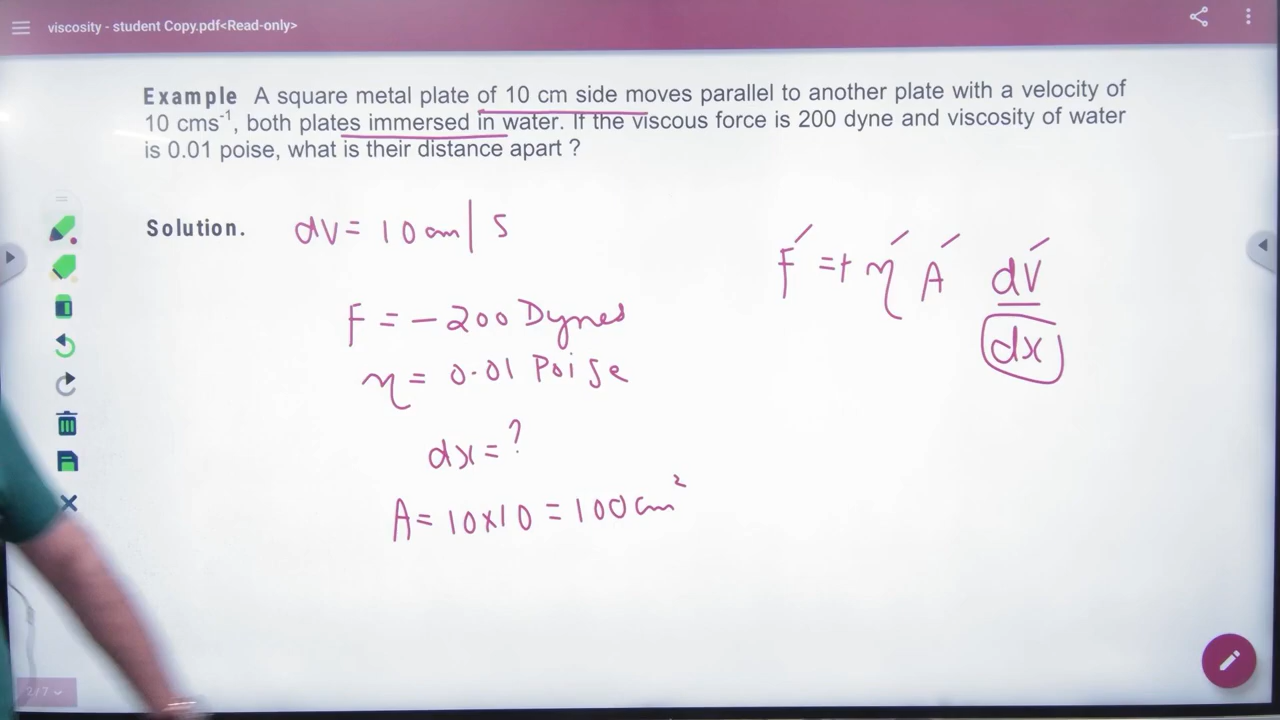 viscosity - student Copy.pdf<Read-only>
Example A square metal plate of 10 cm side moves parallel to another plate with a velocity of
10 cms-1, both plates immersed in water. If the viscous force is 200 dyne and viscosity of water
is 0.01 poise, what is their distance apart ?
Solution. dv = 10 cm/s
F = -200 Dynes
η = 0.01 Poise
dx = ?
A = 10×10 = 100 cm²
F = + η A dv
dx
2/7